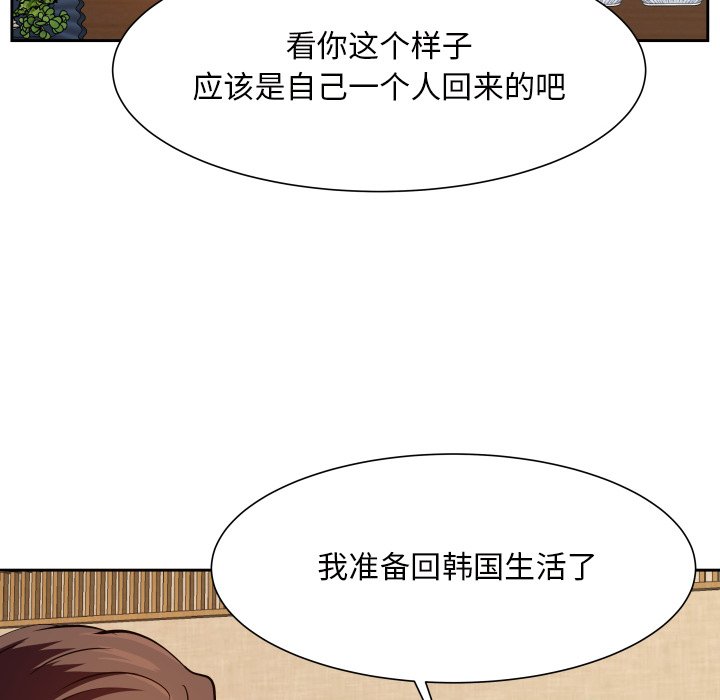 看你这个样子
应该是自己一个人回来的吧
我准备回韩国生活了